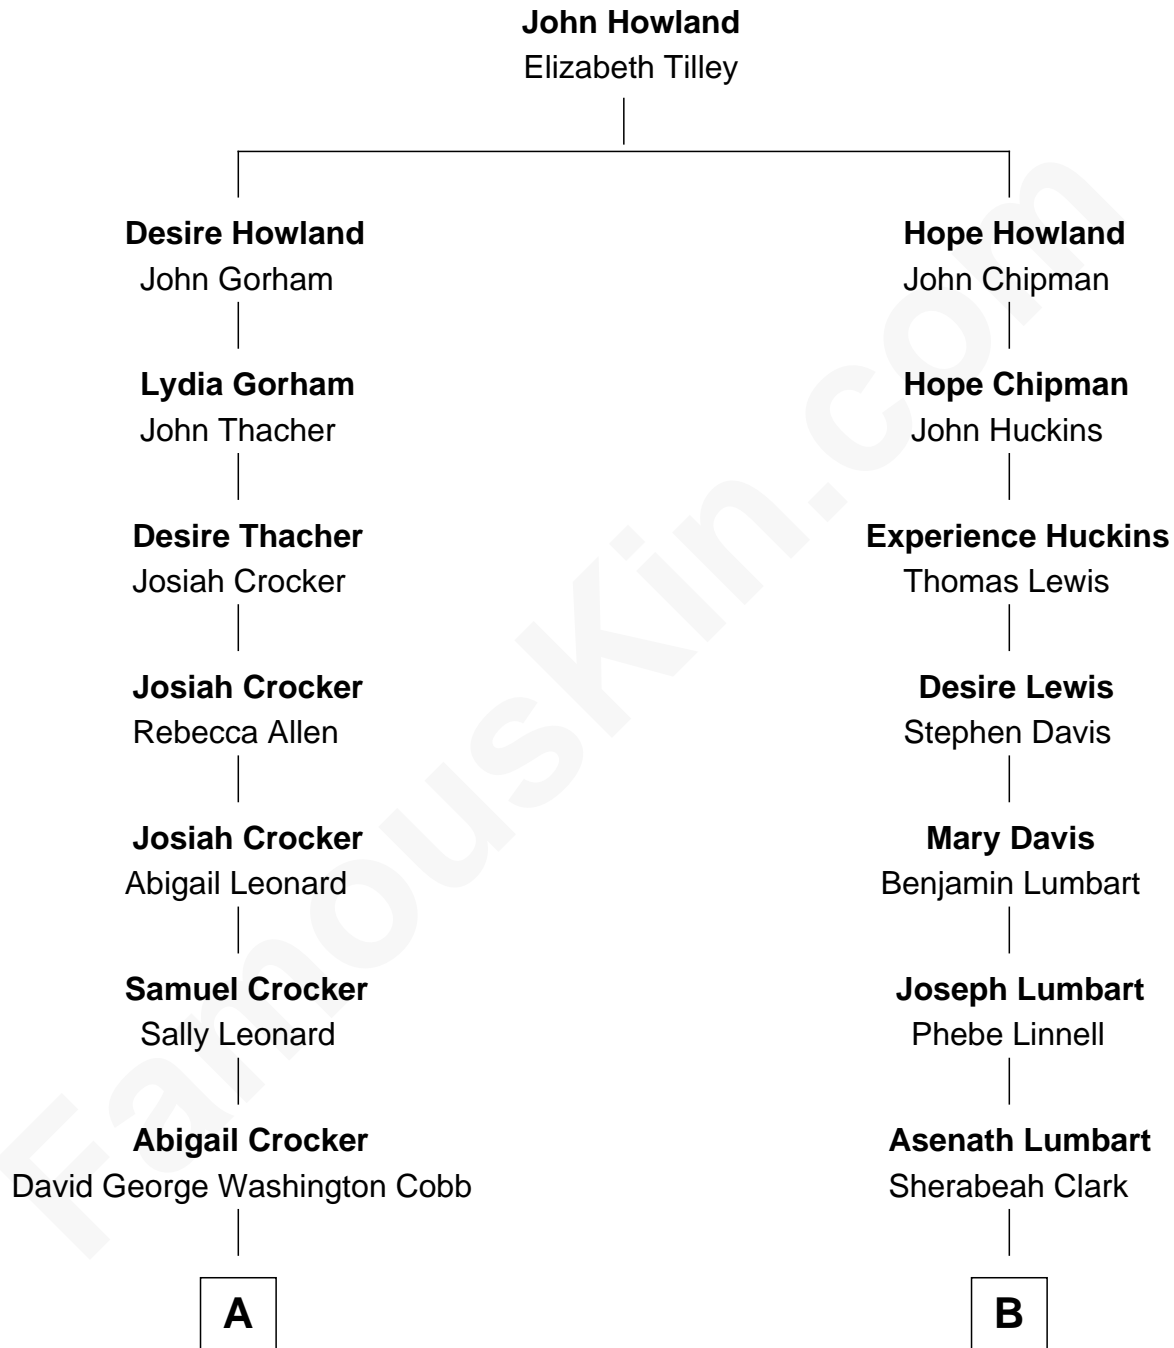 John Howland
Elizabeth Tilley
Desire Howland
John Gorham
Hope Howland
John Chipman
Lydia Gorham
John Thacher
Hope Chipman
John Huckins
Desire Thacher
Josiah Crocker
Experience Huckins
Thomas Lewis
Josiah Crocker
Rebecca Allen
Desire Lewis
Stephen Davis
Josiah Crocker
Abigail Leonard
Mary Davis
Benjamin Lumbart
Samuel Crocker
Sally Leonard
Joseph Lumbart
Phebe Linnell
Abigail Crocker
David George Washington Cobb
Asenath Lumbart
Sherabeah Clark
A
B
FamousKin.com